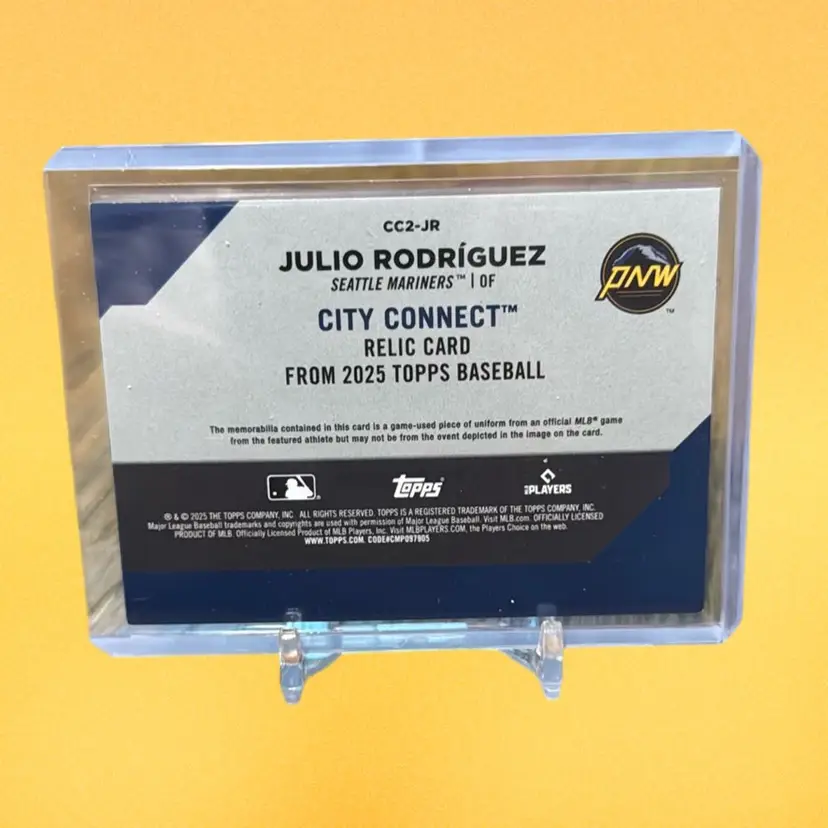 CC2-JR
JULIO RODRÍGUEZ
SEATTLE MARINERS™ | OF
PNW
TM
CITY CONNECT™
RELIC CARD
FROM 2025 TOPPS BASEBALL
The memorabilia contained in this card is a game-used piece of uniform from an official MLB® game
from the featured athlete but may not be from the event depicted in the image on the card.
Topps®
MLB PLAYERS
® & © 2025 THE TOPPS COMPANY, INC. ALL RIGHTS RESERVED. TOPPS IS A REGISTERED TRADEMARK OF THE TOPPS COMPANY, INC.
Major League Baseball trademarks and copyrights are used with permission of Major League Baseball. Visit MLB.com. OFFICIALLY LICENSED
PRODUCT OF MLB. Officially Licensed Product of MLB Players, Inc. Visit MLBPLAYERS.COM, the Players Choice on the web.
WWW.TOPPS.COM. CODE#CMP097905